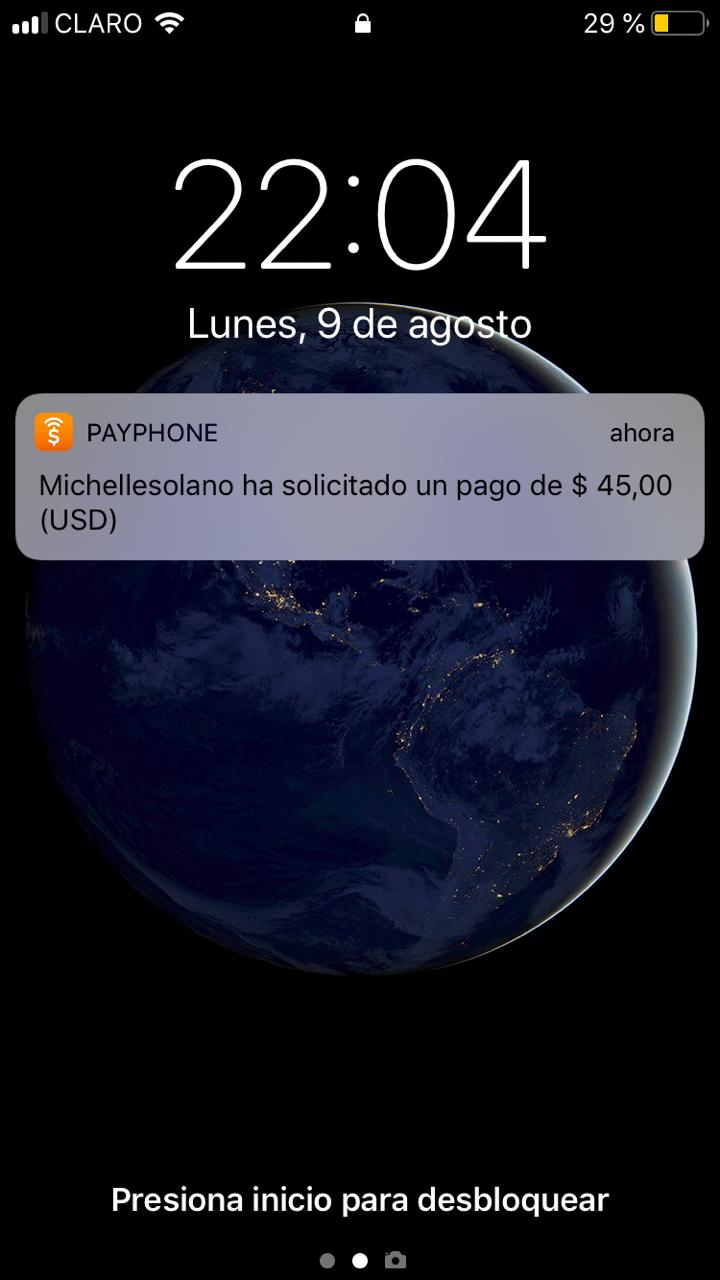 CLARO 29 %
22:04
Lunes, 9 de agosto
PAYPHONE ahora
Michellesolano ha solicitado un pago de $ 45,00
(USD)
Presiona inicio para desbloquear